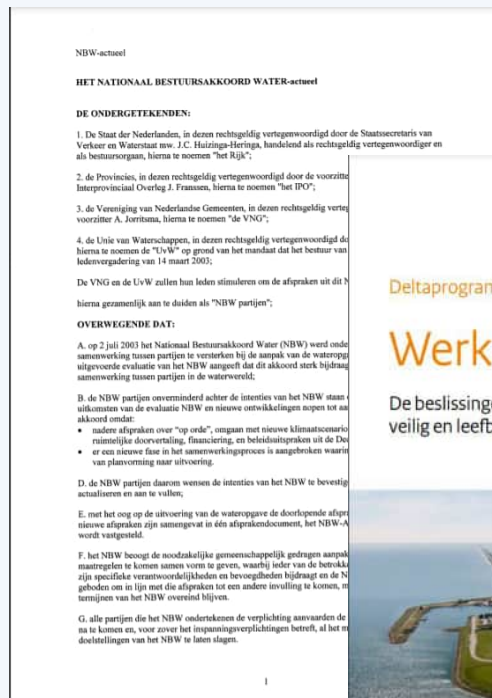 NBW-actueel
HET NATIONAAL BESTUURSAKKOORD WATER-actueel
DE ONDERGETEKENDEN:
1. De Staat der Nederlanden, in dezen rechtsgeldig vertegenwoordigd door de Staatssecretaris van
Verkeer en Waterstaat mw. J.C. Huizinga-Heringa, handelend als rechtsgeldig vertegenwoordiger en
als bestuursorgaan, hierna te noemen "het Rijk";
2. de Provincies, in dezen rechtsgeldig vertegenwoordigd door de voorzitte
Interprovinciaal Overleg J. Franssen, hierna te noemen "het IPO";
3. de Vereniging van Nederlandse Gemeenten, in dezen rechtsgeldig verte
voorzitter A. Jorritsma, hierna te noemen "de VNG";
4. de Unie van Waterschappen, in dezen rechtsgeldig vertegenwoordigd do
hierna te noemen de "UvW" op grond van het mandaat dat het bestuur van
ledenvergadering van 14 maart 2003;
De VNG en de UvW zullen hun leden stimuleren om de afspraken uit dit
hierna gezamenlijk aan te duiden als "NBW partijen";
OVERWEGENDE DAT:
A. op 2 juli 2003 het Nationaal Bestuursakkoord Water (NBW) werd onde
samenwerking tussen partijen te versterken bij de aanpak van de wateropg
uitgevoerde evaluatie van het NBW aangeeft dat dit akkoord sterk bijdraag
samenwerking tussen partijen in de waterwereld;
B. de NBW partijen onverminderd achter de intenties van het NBW staan
uitkomsten van de evaluatie NBW en nieuwe ontwikkelingen nopen tot aa
akkoord omdat:
• nadere afspraken over "op orde", omgaan met nieuwe klimaatscenario
ruimtelijke doorvertaling, financiering, en beleidsuitspraken uit de De
• er een nieuwe fase in het samenwerkingsproces is aangebroken waarin
van planvorming naar uitvoering.
D. de NBW partijen daarom wensen de intenties van het NBW te bevestig
actualiseren en aan te vullen;
E. met het oog op de uitvoering van de wateropgave de doorlopende afspr
nieuwe afspraken zijn samengevat in één afsprakendocument, het NBW-A
wordt vastgesteld.
F. het NBW beoogt de noodzakelijke gemeenschappelijk gedragen aanpak
maatregelen te komen samen vorm te geven, waarbij ieder van de betrokke
zijn specifieke verantwoordelijkheden en bevoegdheden bijdraagt en de N
geboden om in lijn met die afspraken tot een andere invulling te komen, m
termijnen van het NBW overeind blijven.
G. alle partijen die het NBW ondertekenen de verplichting aanvaarden de
na te komen en, voor zover het inspanningsverplichtingen betreft, al het m
doelstellingen van het NBW te laten slagen.
1
Deltaprogran
Werk
De beslissing
veilig en leefb